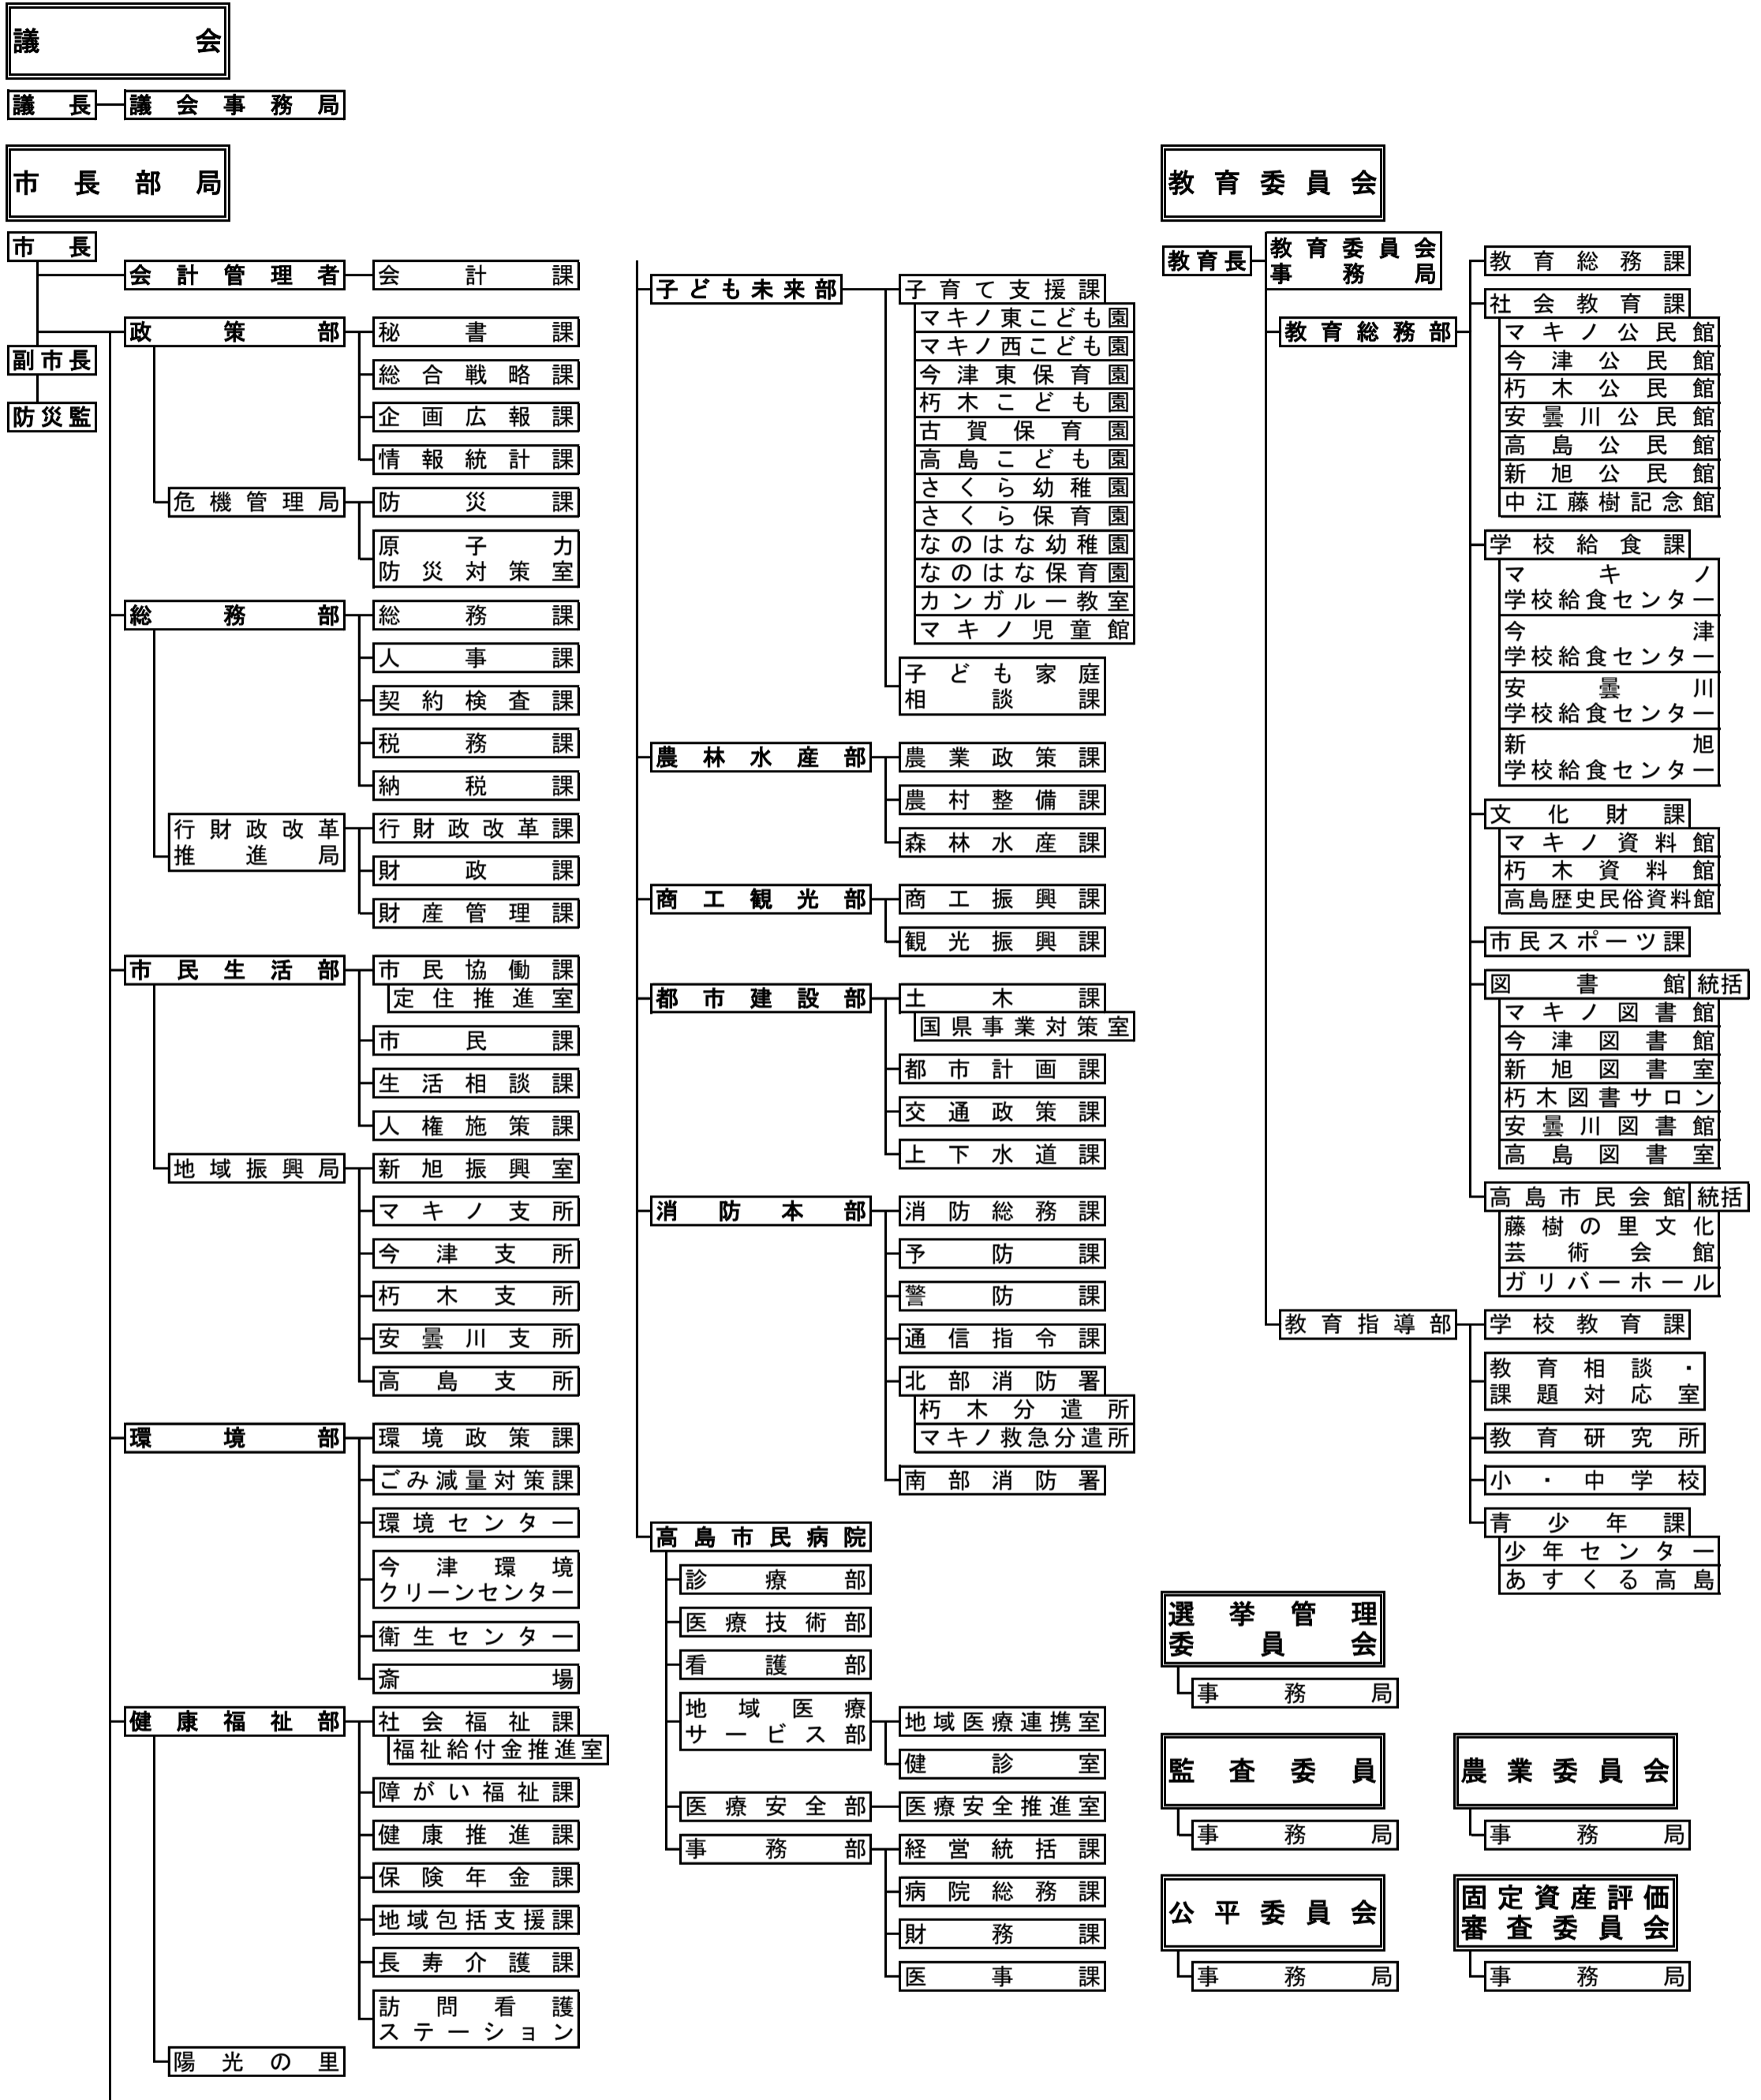 議会
議長
議会事務局
市長部局
市長
副市長
防災監
会計管理者
会計課
政策部
秘書課
総合戦略課
企画広報課
情報統計課
危機管理局
防災課
原子力
防災対策室
総務部
総務課
人事課
契約検査課
税務課
納税課
行財政改革
推進局
行財政改革課
財政課
財産管理課
市民生活部
市民協働課
定住推進室
市民課
生活相談課
人権施策課
地域振興局
新旭振興室
マキノ支所
今津支所
朽木支所
安曇川支所
高島支所
環境部
環境政策課
ごみ減量対策課
環境センター
今津環境
クリーンセンター
衛生センター
斎場
健康福祉部
社会福祉課
福祉給付金推進室
障がい福祉課
健康推進課
保険年金課
地域包括支援課
長寿介護課
訪問看護
ステーション
陽光の里
子ども未来部
子育て支援課
マキノ東こども園
マキノ西こども園
今津東保育園
朽木こども園
古賀保育園
高島こども園
さくら幼稚園
さくら保育園
なのはな幼稚園
なのはな保育園
カンガルー教室
マキノ児童館
子ども家庭
相談課
農林水産部
農業政策課
農村整備課
森林水産課
商工観光部
商工振興課
観光振興課
都市建設部
土木課
国県事業対策室
都市計画課
交通政策課
上下水道課
消防本部
消防総務課
予防課
警防課
通信指令課
北部消防署
朽木分遣所
マキノ救急分遣所
南部消防署
高島市民病院
診療部
医療技術部
看護部
地域医療
サービス部
地域医療連携室
健診室
医療安全部
医療安全推進室
事務部
経営統括課
病院総務課
財務課
医事課
教育委員会
教育長
教育委員会
事務局
教育総務部
教育総務課
社会教育課
マキノ公民館
今津公民館
朽木公民館
安曇川公民館
高島公民館
新旭公民館
中江藤樹記念館
学校給食課
マキノ
学校給食センター
今津
学校給食センター
安曇川
学校給食センター
新旭
学校給食センター
文化財課
マキノ資料館
朽木資料館
高島歴史民俗資料館
市民スポーツ課
図書館 統括
マキノ図書館
今津図書館
新旭図書室
朽木図書サロン
安曇川図書館
高島図書室
高島市民会館 統括
藤樹の里文化
芸術会館
ガリバーホール
教育指導部
学校教育課
教育相談・
課題対応室
教育研究所
小・中学校
青少年課
少年センター
あすくる高島
選挙管理
委員会
事務局
監査委員
事務局
農業委員会
事務局
公平委員会
事務局
固定資産評価
審査委員会
事務局